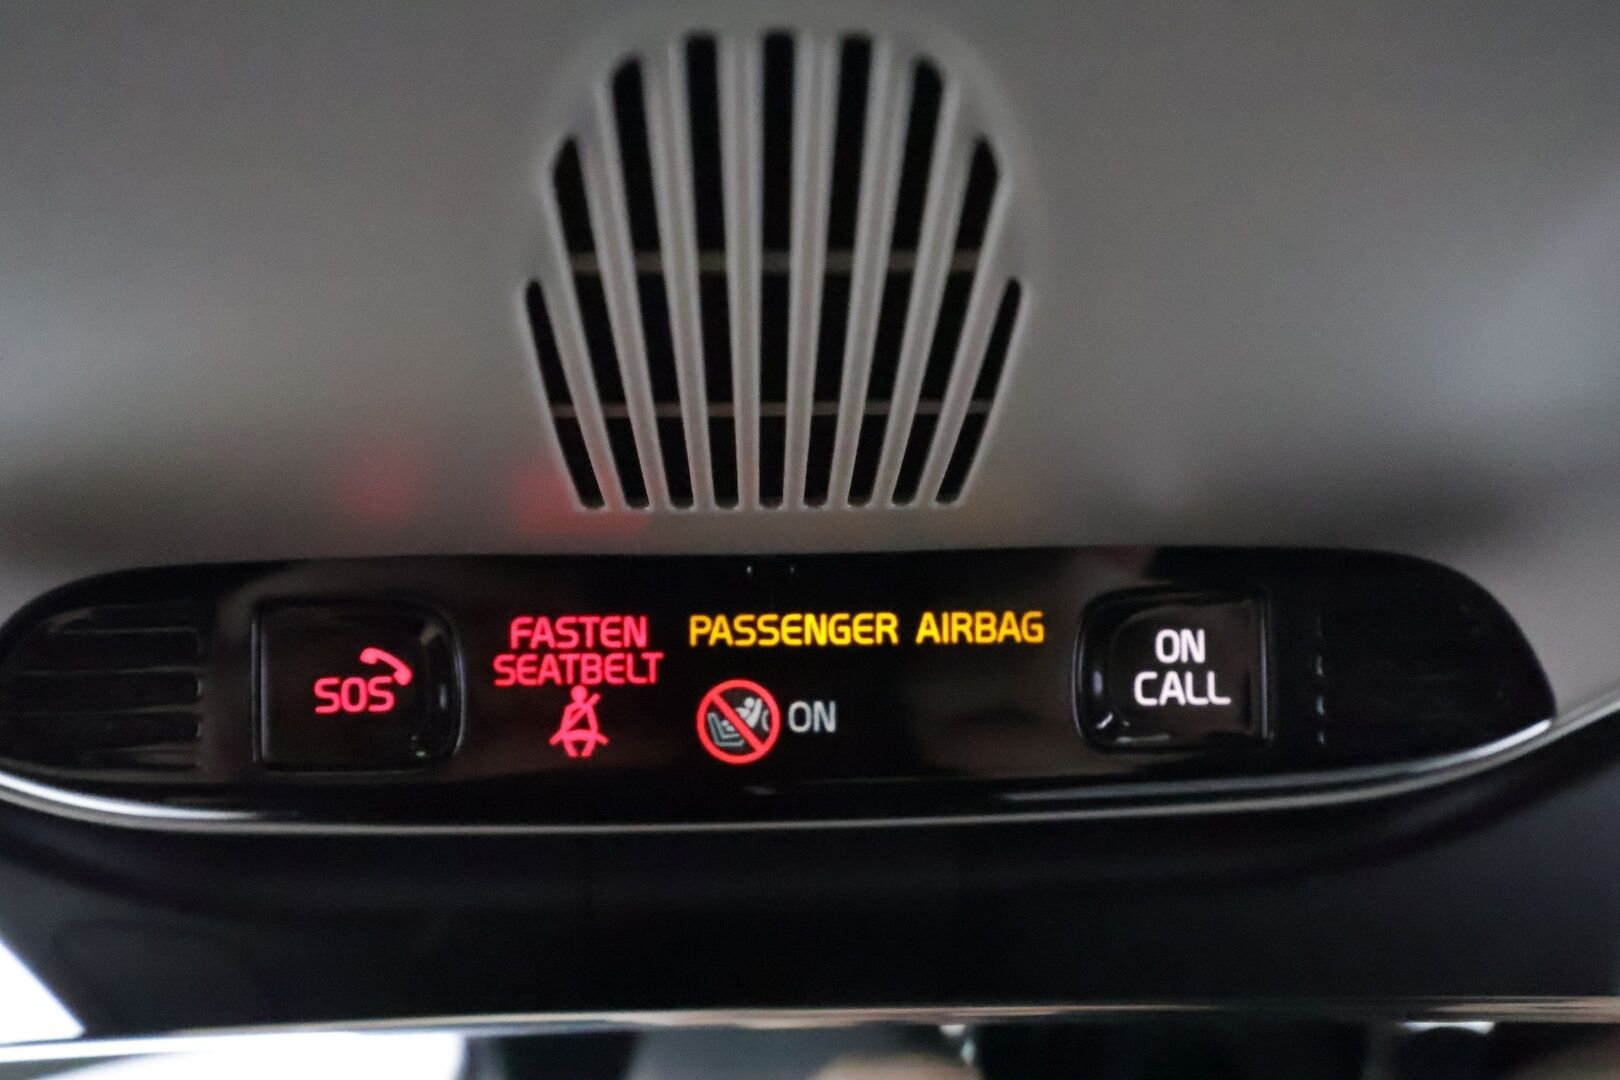 SOS
FASTEN
SEATBELT
PASSENGER AIRBAG
ON
ON
CALL